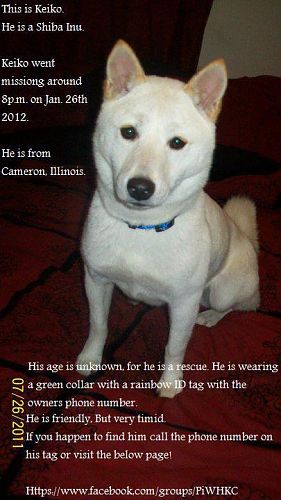 This is Keiko.
He is a Shiba Inu.
Keiko went
missiong around
8p.m. on Jan. 26th
2012.
He is from
Cameron, Illinois.
His age is unknown, for he is a rescue. He is wearing
a green collar with a rainbow ID tag with the
owners phone number.
He is friendly, But very timid.
If you happen to find him call the phone number on
his tag or visit the below page!
Https://www.facebook.com/groups/PiWHKC
07/26/2011